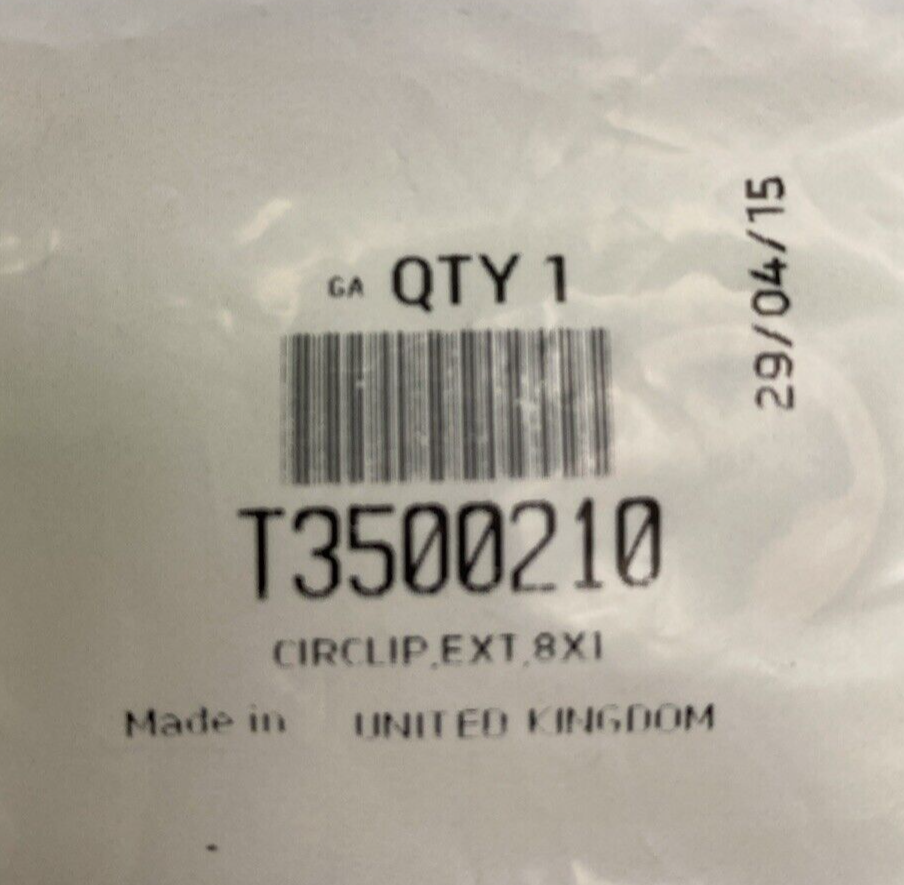 GA QTY 1
29/04/15
T3500210
CIRCLIP,EXT,8X1
Made in UNITED KINGDOM